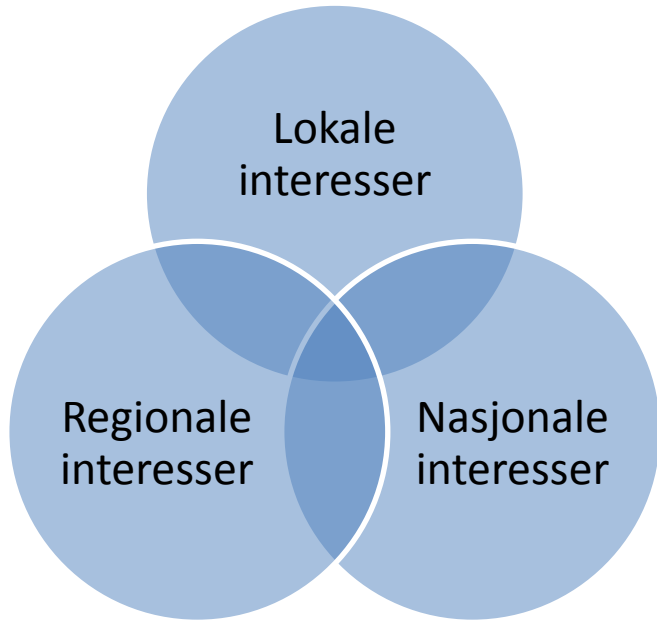 Lokale
interesser
Regionale
interesser
Nasjonale
interesser